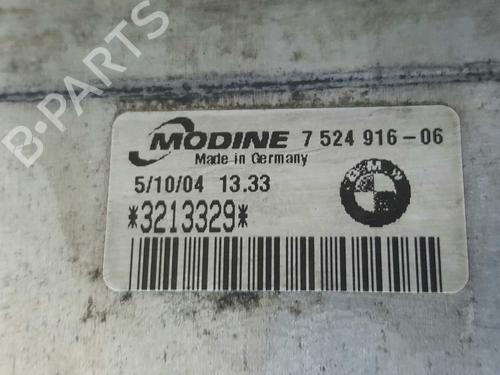 B-PARTS
MODINE 7 524 916-06
Made in Germany
BMW
5/10/04 13.33
*3213329*